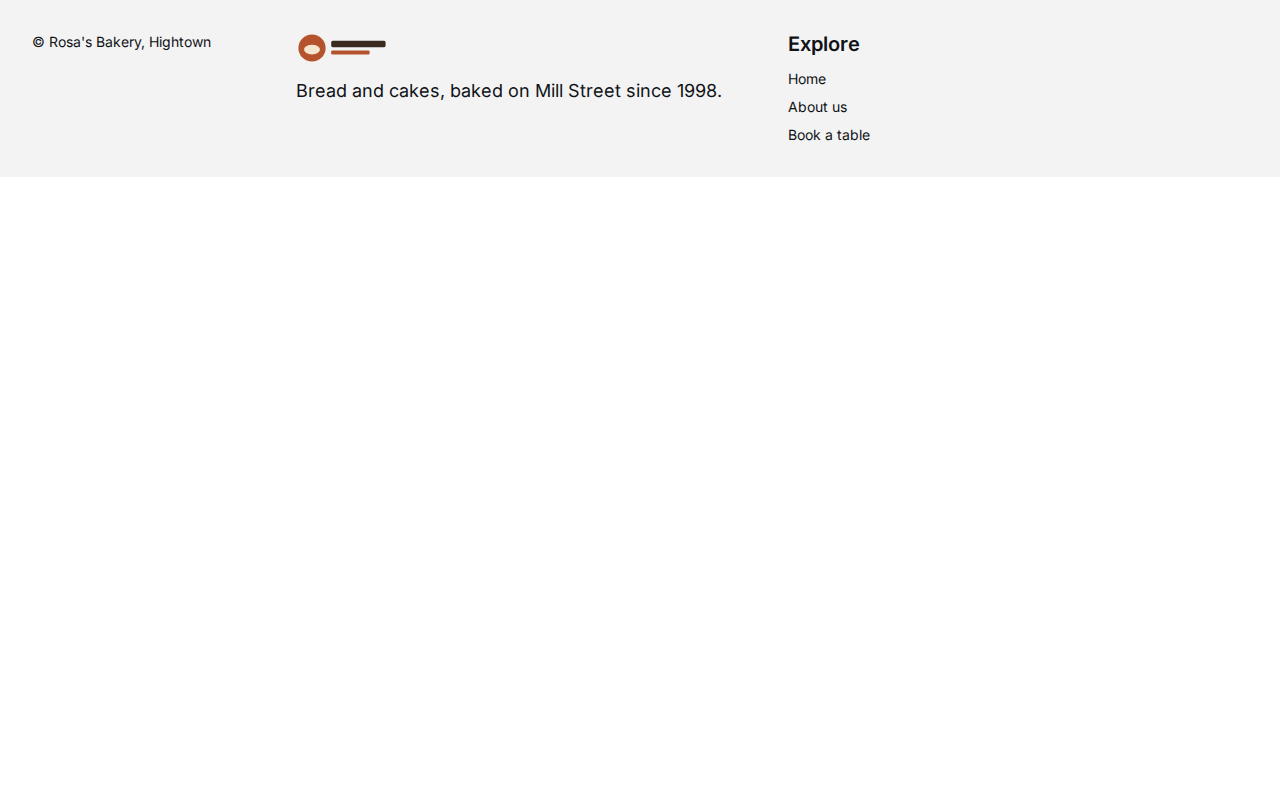 © Rosa's Bakery, Hightown
Bread and cakes, baked on Mill Street since 1998.
Explore
Home
About us
Book a table